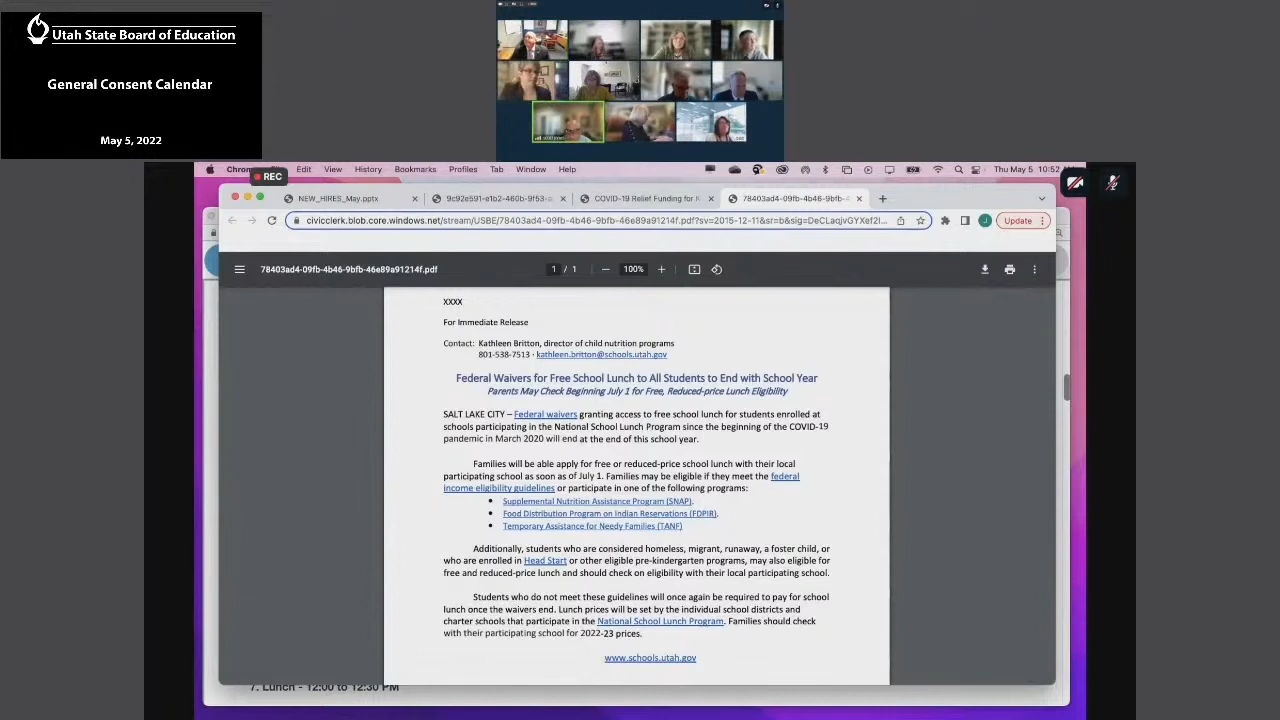 Utah State Board of Education
General Consent Calendar
May 5, 2022
REC
Edit View History Bookmarks Profiles Tab Window Help
Thu May 5 10:52
NEW_HIRES_May.pptx
9c92e591-e1b2-460b-9f53-
COVID-19 Relief Funding for
78403ad4-09fb-4b46-9bfb-
civicclerk.blob.core.windows.net/stream/USBE/78403ad4-09fb-4b46-9bfb-46e89a91214f.pdf?sv=2015-12-11&sr=b&sig=DeCLaqjvGYXef2I...
J
Update
78403ad4-09fb-4b46-9bfb-46e89a91214f.pdf
1 / 1
100%
XXXX
For Immediate Release
Contact: Kathleen Britton, director of child nutrition programs
801-538-7513 · kathleen.britton@schools.utah.gov
Federal Waivers for Free School Lunch to All Students to End with School Year
Parents May Check Beginning July 1 for Free, Reduced-price Lunch Eligibility
SALT LAKE CITY – Federal waivers granting access to free school lunch for students enrolled at
schools participating in the National School Lunch Program since the beginning of the COVID-19
pandemic in March 2020 will end at the end of this school year.
Families will be able apply for free or reduced-price school lunch with their local
participating school as soon as of July 1. Families may be eligible if they meet the federal
income eligibility guidelines or participate in one of the following programs:
• Supplemental Nutrition Assistance Program (SNAP).
• Food Distribution Program on Indian Reservations (FDPIR).
• Temporary Assistance for Needy Families (TANF)
Additionally, students who are considered homeless, migrant, runaway, a foster child, or
who are enrolled in Head Start or other eligible pre-kindergarten programs, may also eligible for
free and reduced-price lunch and should check on eligibility with their local participating school.
Students who do not meet these guidelines will once again be required to pay for school
lunch once the waivers end. Lunch prices will be set by the individual school districts and
charter schools that participate in the National School Lunch Program. Families should check
with their participating school for 2022-23 prices.
www.schools.utah.gov
7. Lunch - 12:00 to 12:30 PM